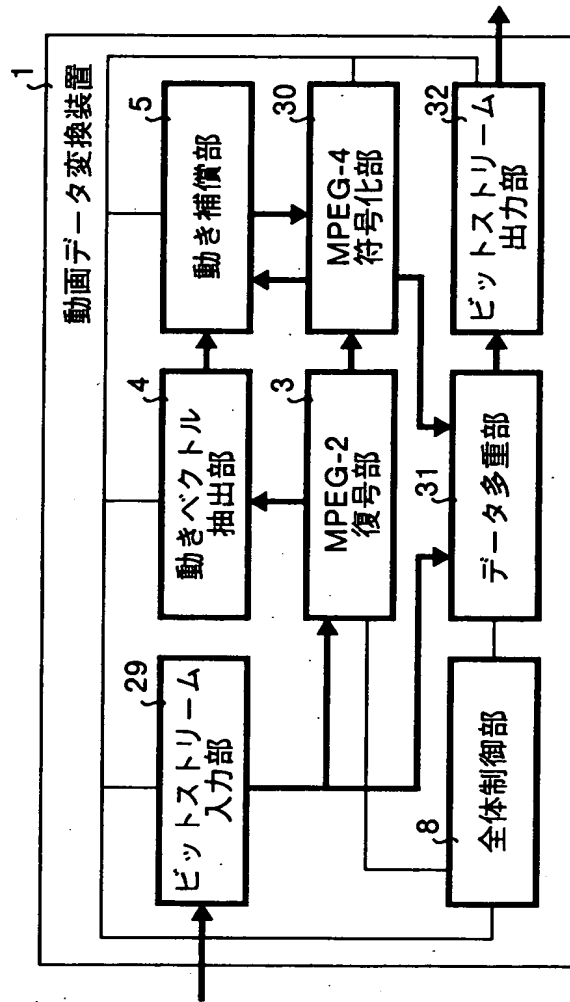 1
動画データ変換装置
29
ビットストリーム
入力部
4
動きベクトル
抽出部
5
動き補償部
3
MPEG-2
復号部
30
MPEG-4
符号化部
8
全体制御部
31
データ多重部
32
ビットストリーム
出力部